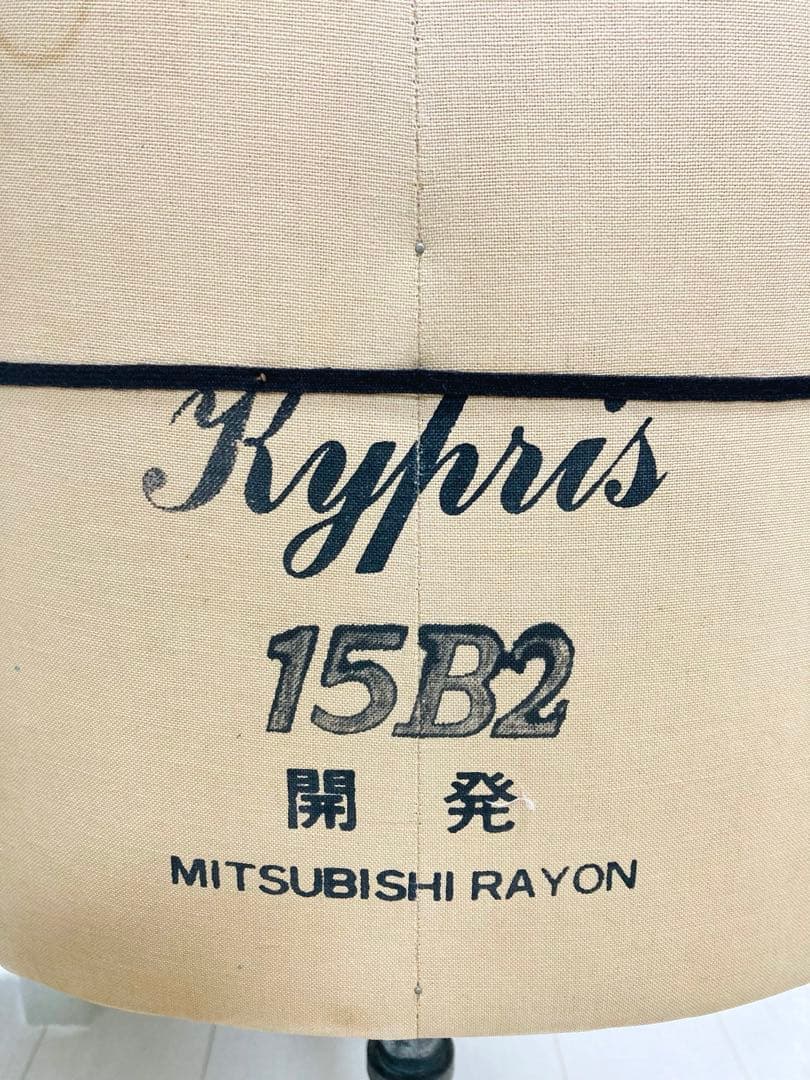 Kypris
15B2
開発
MITSUBISHI RAYON